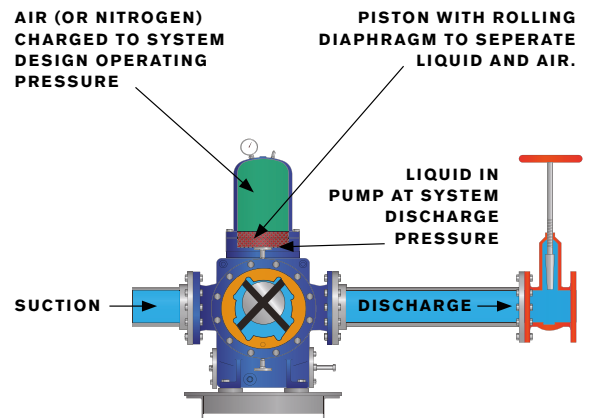 AIR (OR NITROGEN)
CHARGED TO SYSTEM
DESIGN OPERATING
PRESSURE
PISTON WITH ROLLING
DIAPHRAGM TO SEPERATE
LIQUID AND AIR.
LIQUID IN
PUMP AT SYSTEM
DISCHARGE
PRESSURE
SUCTION
DISCHARGE